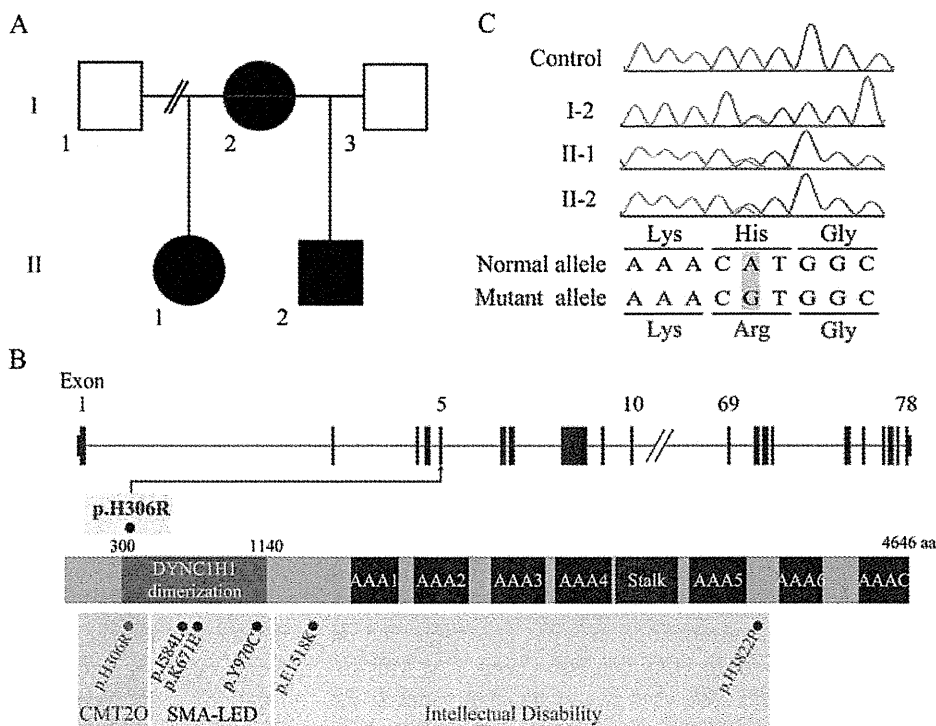 A
I
1
2
3
II
1
2
C
Control
I-2
II-1
II-2
Lys His Gly
Normal allele A A A C A T G G C
Mutant allele A A A C G T G G C
Lys Arg Gly
B
Exon
1 5 10 69 78
p.H306R
300 1140 4646 aa
DYNC1H1
dimerization
AAA1 AAA2 AAA3 AAA4 Stalk AAA5 AAA6 AAAC
p.H306R p.I584L p.K671E p.Y970C p.E1518K p.H3822P
CMT2O SMA-LED Intellectual Disability